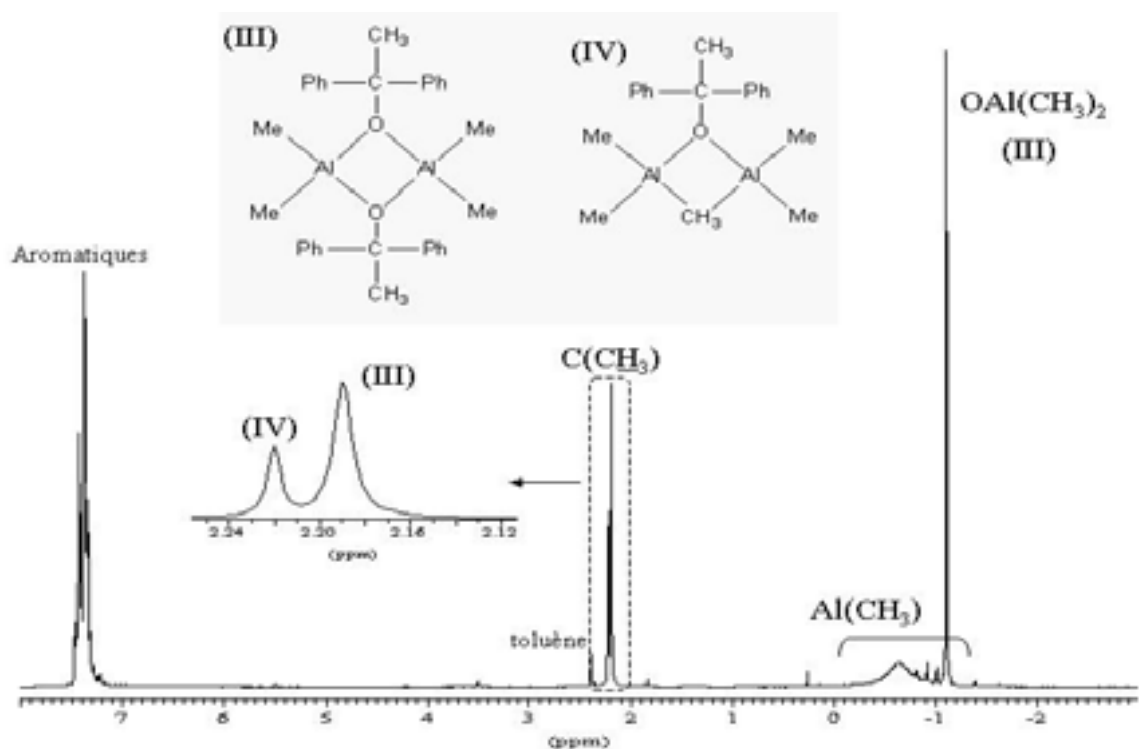 (III)
CH3
Ph C Ph
O
Me Me
Al Al
Me Me
O
Ph C Ph
CH3
(IV)
CH3
Ph C Ph
O
Me Me
Al Al
Me CH3 Me
OAl(CH3)2
(III)
Aromatiques
C(CH3)
(III)
(IV)
2.24 2.20 2.16 2.12
(ppm)
toluène
Al(CH3)
7 6 5 4 3 2 1 0 -1 -2
(ppm)